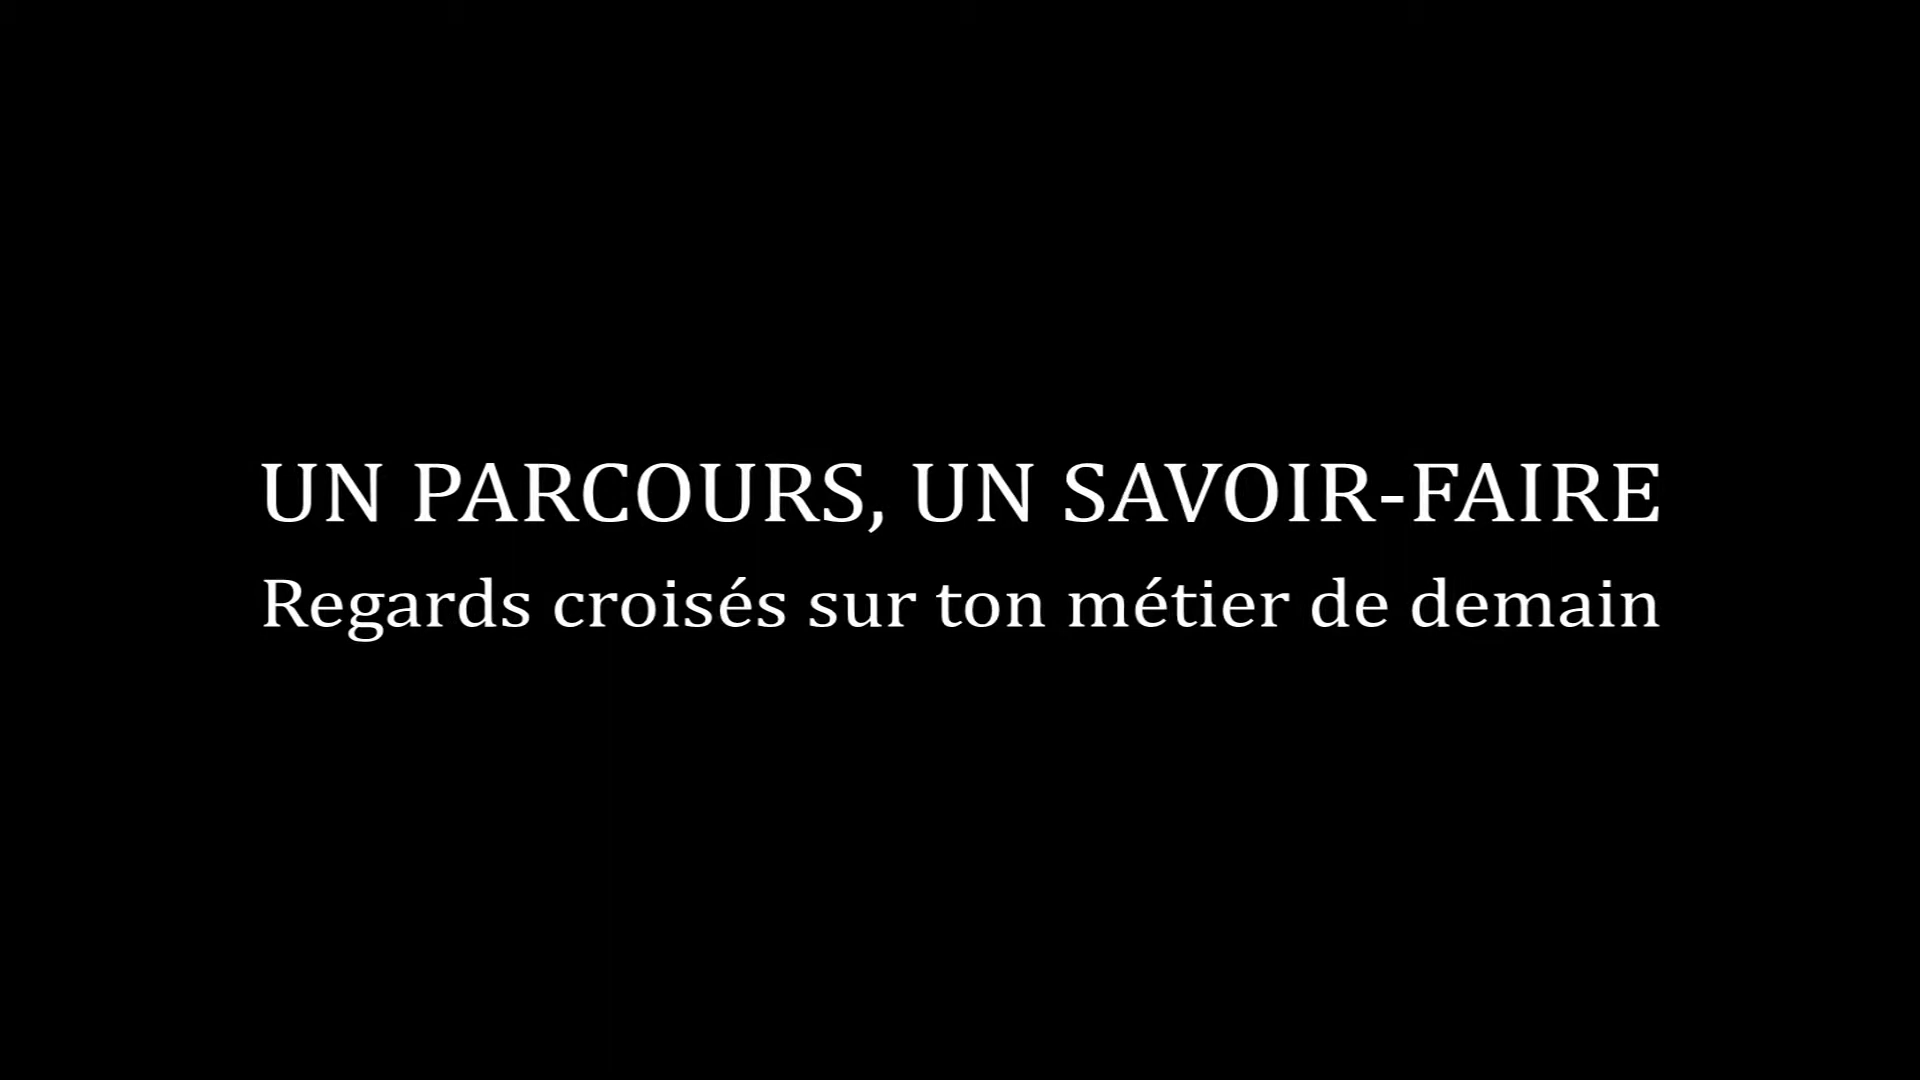 UN PARCOURS, UN SAVOIR-FAIRE
Regards croisés sur ton métier de demain